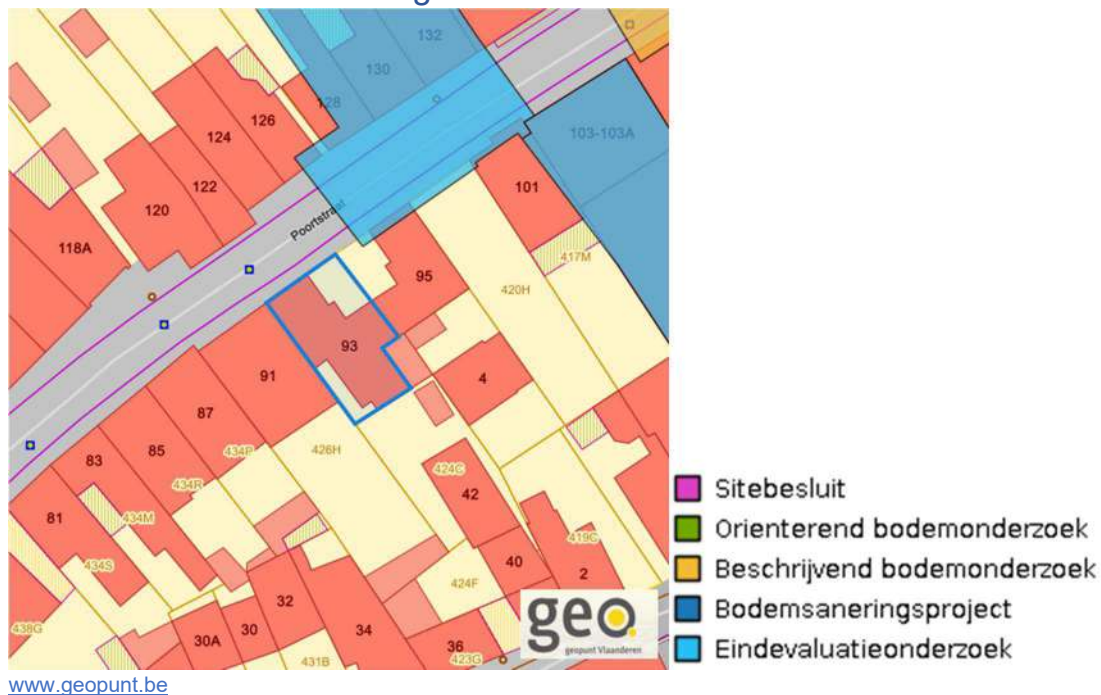 132
130
128
103-103A
126
124
122
101
120
Poortstraat
118A
417M
95
420H
93
4
91
87
434P
426H
85
83
434R
424C
42
81
434M
419C
434S
40
2
424F
32
438G
30
34
30A
36
431B
423G
geo.
geopunt Vlaanderen
Sitebesluit
Orienterend bodemonderzoek
Beschrijvend bodemonderzoek
Bodemsaneringsproject
Eindevaluatieonderzoek
www.geopunt.be